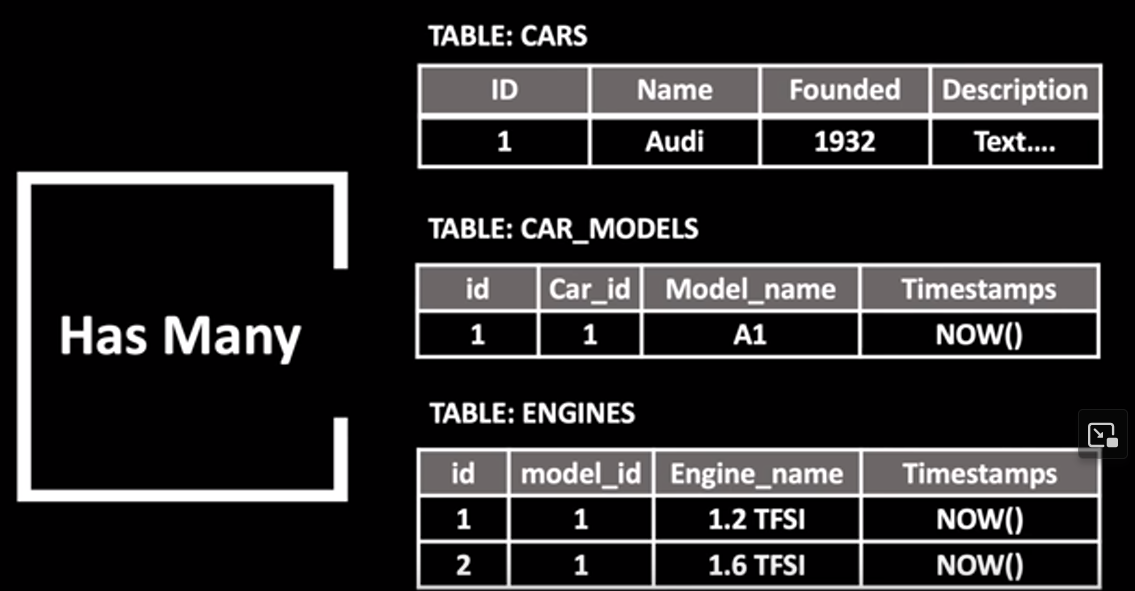 Has Many
TABLE: CARS
ID Name Founded Description
1 Audi 1932 Text....
TABLE: CAR_MODELS
id Car_id Model_name Timestamps
1 1 A1 NOW()
TABLE: ENGINES
id model_id Engine_name Timestamps
1 1 1.2 TFSI NOW()
2 1 1.6 TFSI NOW()